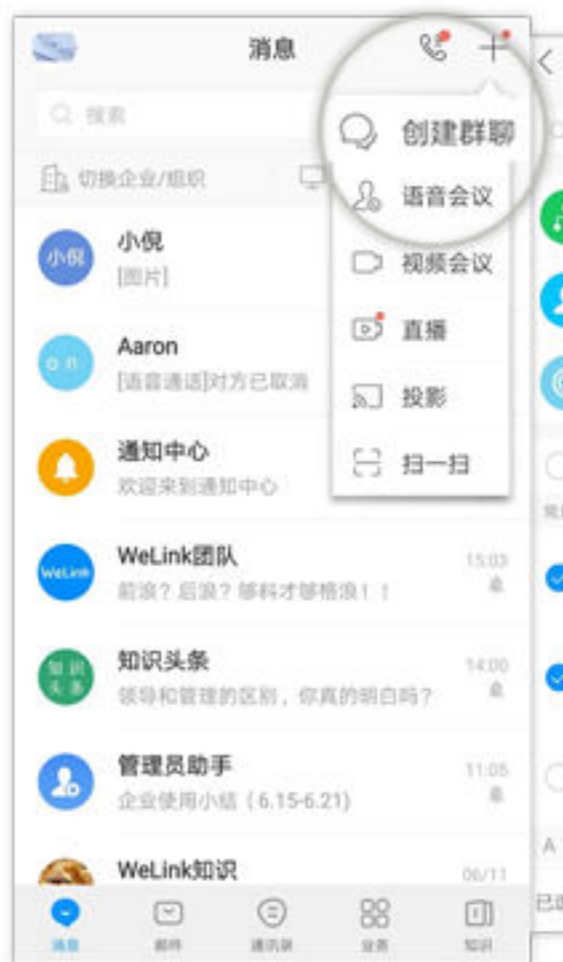 消息
搜索
创建群聊
切换企业/组织
语音会议
小倪
小倪
[图片]
视频会议
Aaron
[语音通话]对方已取消
直播
投影
通知中心
欢迎来到通知中心
扫一扫
WeLink
WeLink团队
15:03
前浪？后浪？够料才够格浪！！
知识
头条
知识头条
14:00
领导和管理的区别，你真的明白吗？
管理员助手
11:05
企业使用小结（6.15-6.21)
WeLink知识
06/11
A
消息
邮件
通讯录
业务
知识